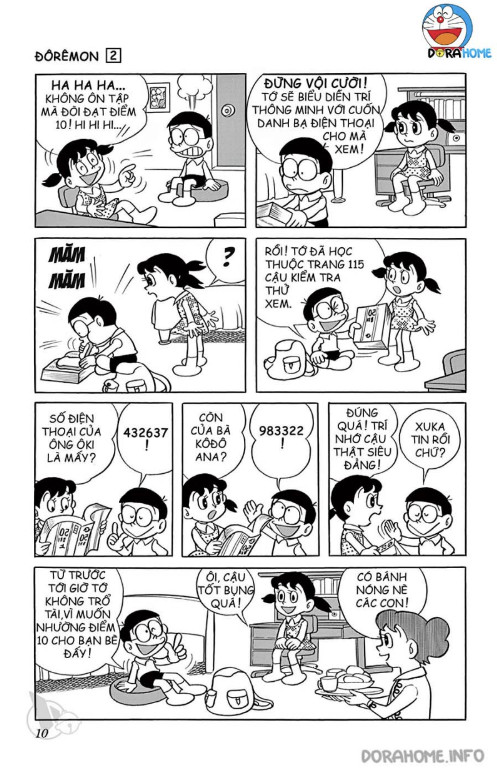 DORAHOME
ĐÔRÊMON 2
HA HA HA...
KHÔNG ÔN TẬP
MÀ ĐÒI ĐẠT ĐIỂM
10! HI HI HI...
ĐỪNG VỘI CƯỜI!
TỚ SẼ BIỂU DIỄN TRÍ
THÔNG MINH VỚI CUỐN
DANH BẠ ĐIỆN THOẠI
CHO MÀ
XEM!
MĂM
MĂM
?
RỒI! TỚ ĐÃ HỌC
THUỘC TRANG 115
CẬU KIỂM TRA
THỬ
XEM.
SỐ ĐIỆN
THOẠI CỦA
ÔNG ÔKI
LÀ MẤY?
432637
!
CÒN
CỦA BÀ
KÔĐÔ
ANA?
983322
!
ĐÚNG
QUÁ! TRÍ
NHỚ CẬU
THẬT SIÊU
ĐẲNG!
XUKA
TIN RỒI
CHỨ?
TỪ TRƯỚC
TỚI GIỜ TỚ
KHÔNG TRỔ
TÀI,VÌ MUỐN
NHƯỜNG ĐIỂM
10 CHO BẠN BÈ
ĐẤY!
ÔI, CẬU
TỐT BỤNG
QUÁ!
CÓ BÁNH
NÓNG NÈ
CÁC CON!
10
DORAHOME.INFO